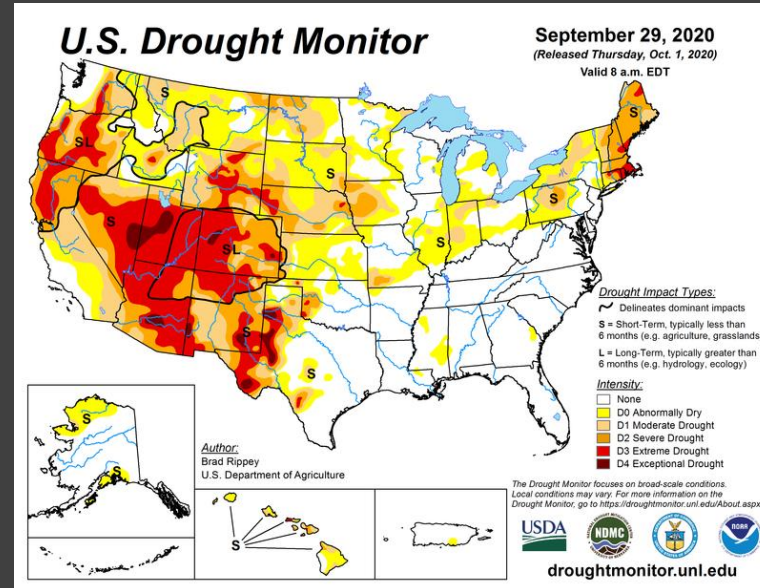 U.S. Drought Monitor
September 29, 2020
(Released Thursday, Oct. 1, 2020)
Valid 8 a.m. EDT
S
S
SL
S
S
S
S
S
SL
S
S
Drought Impact Types:
Delineates dominant impacts
S = Short-Term, typically less than
6 months (e.g. agriculture, grasslands
L = Long-Term, typically greater than
6 months (e.g. hydrology, ecology)
Intensity:
None
D0 Abnormally Dry
D1 Moderate Drought
D2 Severe Drought
D3 Extreme Drought
D4 Exceptional Drought
S
S
Author:
Brad Rippey
U.S. Department of Agriculture
S
The Drought Monitor focuses on broad-scale conditions.
Local conditions may vary. For more information on the
Drought Monitor, go to https://droughtmonitor.unl.edu/About.aspx
USDA
NDMC
NOAA
droughtmonitor.unl.edu